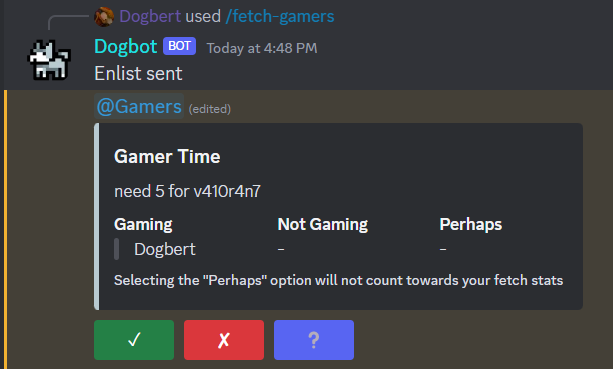 Dogbert used /fetch-gamers
Dogbot BOT Today at 4:48 PM
Enlist sent
@Gamers (edited)
Gamer Time
need 5 for v410r4n7
Gaming Not Gaming Perhaps
Dogbert - -
Selecting the "Perhaps" option will not count towards your fetch stats
✓ ✗ ?